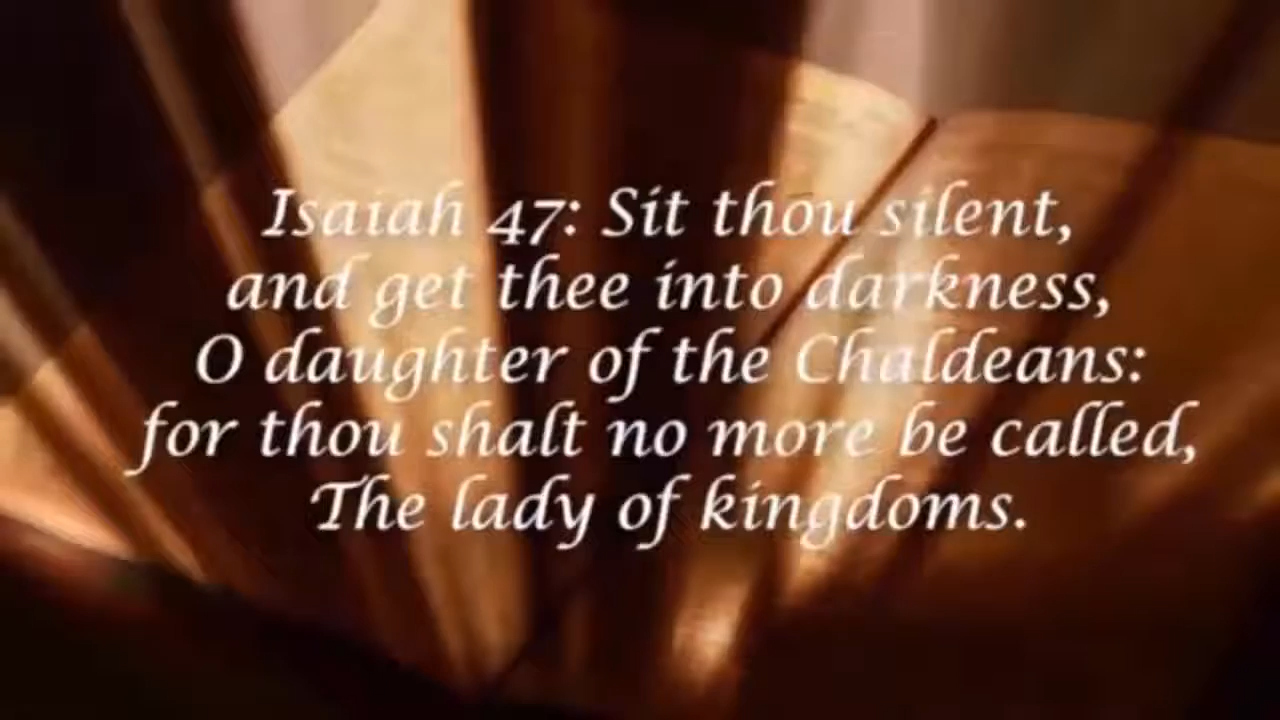 Isaiah 47: Sit thou silent,
and get thee into darkness,
O daughter of the Chaldeans:
for thou shalt no more be called,
The lady of kingdoms.